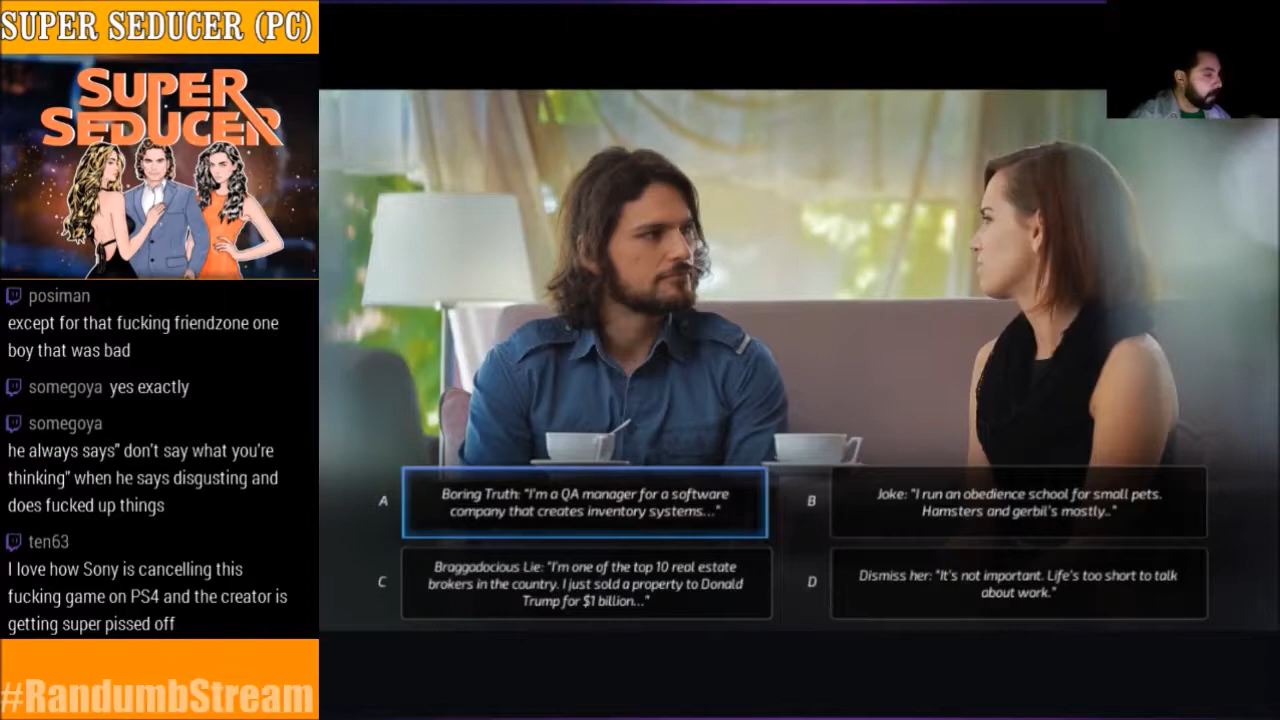 SUPER SEDUCER (PC)
SUPER
SEDUCER
posiman
except for that fucking friendzone one
boy that was bad
somegoya yes exactly
somegoya
he always says" don't say what you're
thinking" when he says disgusting and
does fucked up things
ten63
I love how Sony is cancelling this
fucking game on PS4 and the creator is
getting super pissed off
#RandumbStream
A
Boring Truth: "I'm a QA manager for a software
company that creates inventory systems..."
B
Joke: "I run an obedience school for small pets.
Hamsters and gerbil's mostly.."
C
Braggadocious Lie: "I'm one of the top 10 real estate
brokers in the country. I just sold a property to Donald
Trump for $1 billion..."
D
Dismiss her: "It's not important. Life's too short to talk
about work."